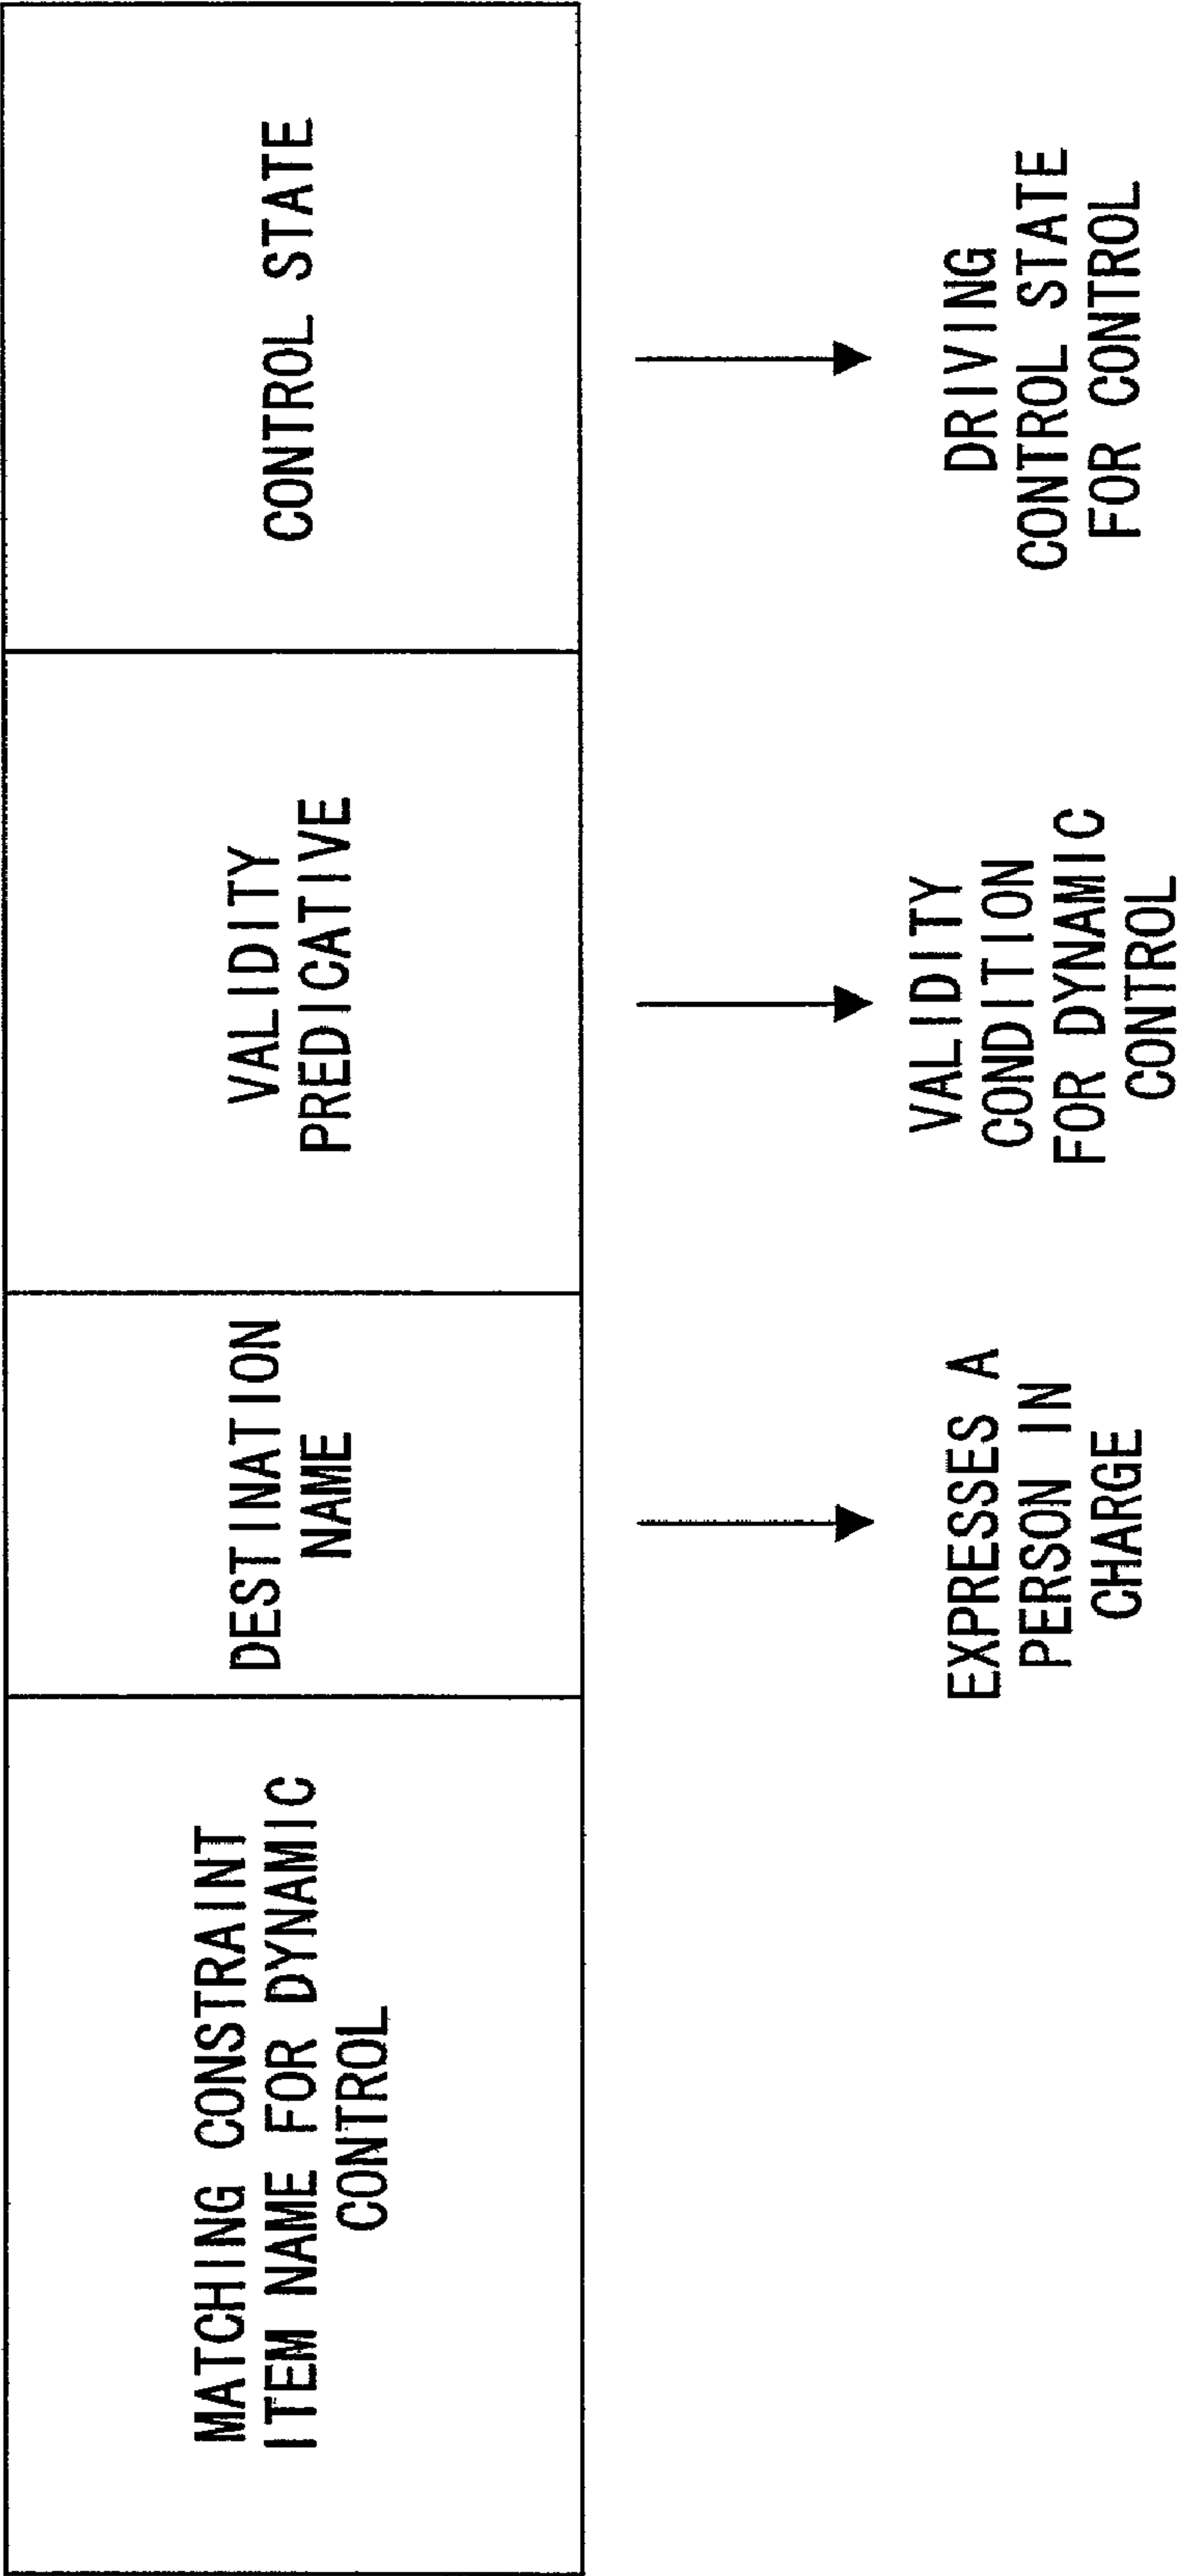 MATCHING CONSTRAINT
ITEM NAME FOR DYNAMIC
CONTROL
DESTINATION
NAME
VALIDITY
PREDICATIVE
CONTROL STATE
EXPRESSES A
PERSON IN
CHARGE
VALIDITY
CONDITION
FOR DYNAMIC
CONTROL
DRIVING
CONTROL STATE
FOR CONTROL